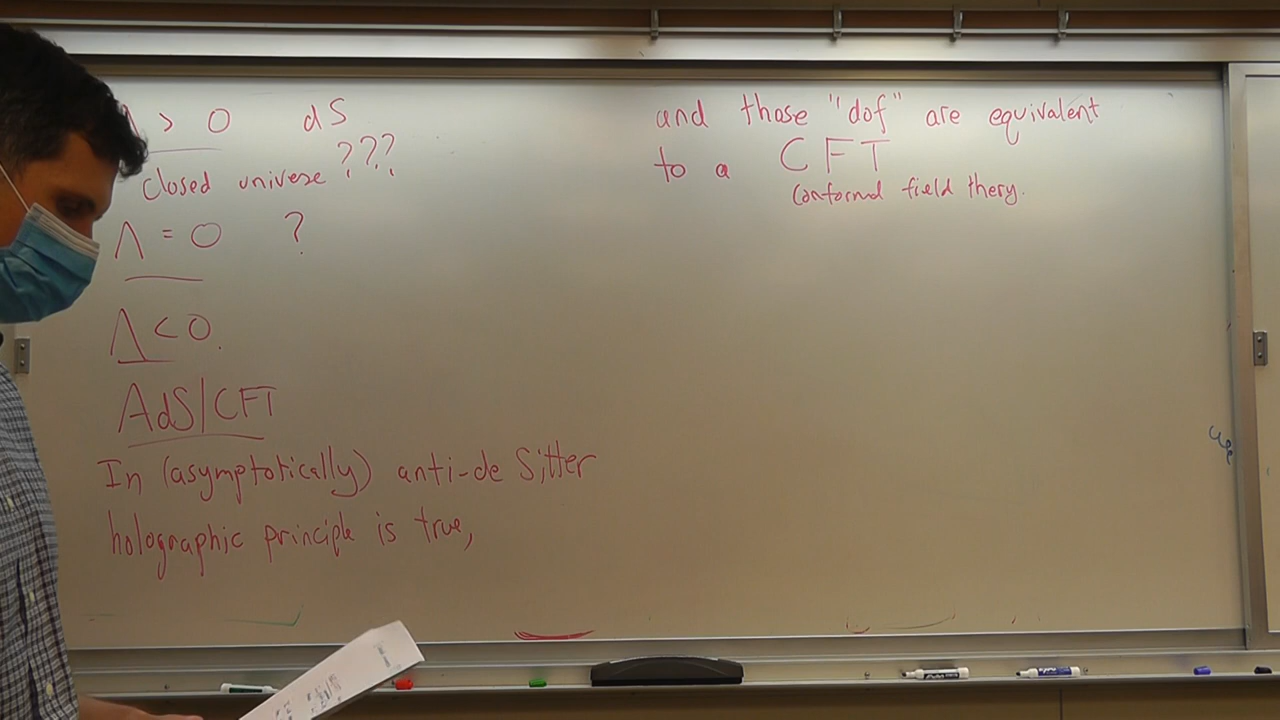 Λ > 0 dS
Closed universe ???
Λ = 0 ?
Λ < 0.
AdS/CFT
In (asymptotically) anti-de Sitter
holographic principle is true,
and those "dof" are equivalent
to a CFT
Conformal field thery.